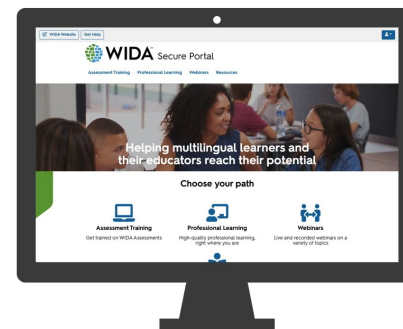 WIDA Website Get Help
WIDA Secure Portal
Assessment Training Professional Learning Webinars Resources
Helping multilingual learners and
their educators reach their potential
Choose your path
Assessment Training Professional Learning Webinars
Get trained on WIDA Assessments High-quality professional learning, Live and recorded webinars on a
right where you are variety of topics